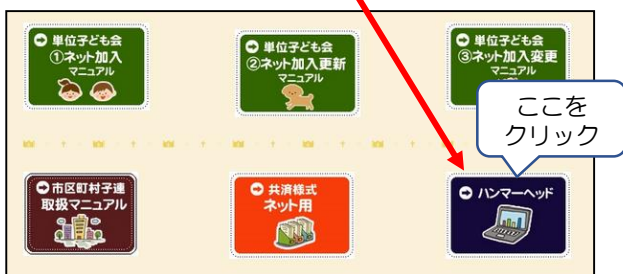 単位子ども会
①ネット加入
マニュアル
単位子ども会
②ネット加入更新
マニュアル
単位子ども会
③ネット加入変更
マニュアル
ここを
クリック
市区町村子連
取扱マニュアル
共済様式
ネット用
ハンマーヘッド